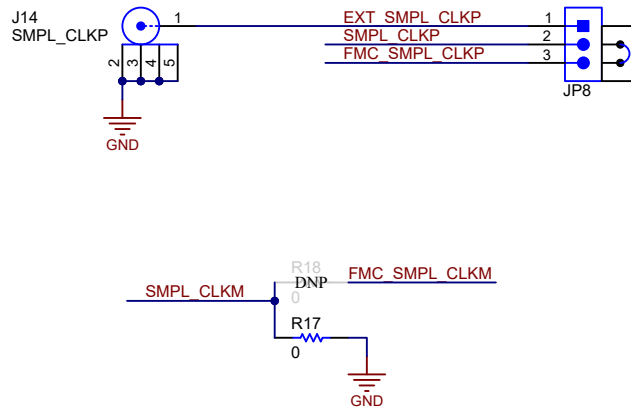 J14
SMPL_CLKP
1
2
3
4
5
GND
EXT_SMPL_CLKP
1
SMPL_CLKP
2
FMC_SMPL_CLKP
3
JP8
R18
DNP
0
FMC_SMPL_CLKM
SMPL_CLKM
R17
0
GND